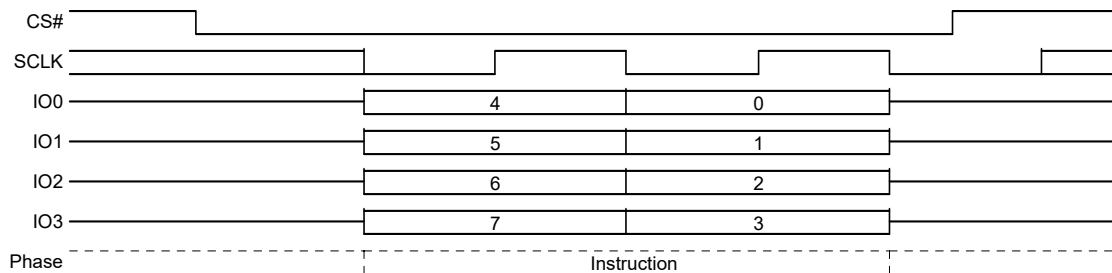 CS#
SCLK
IO0 4 0
IO1 5 1
IO2 6 2
IO3 7 3
Phase Instruction